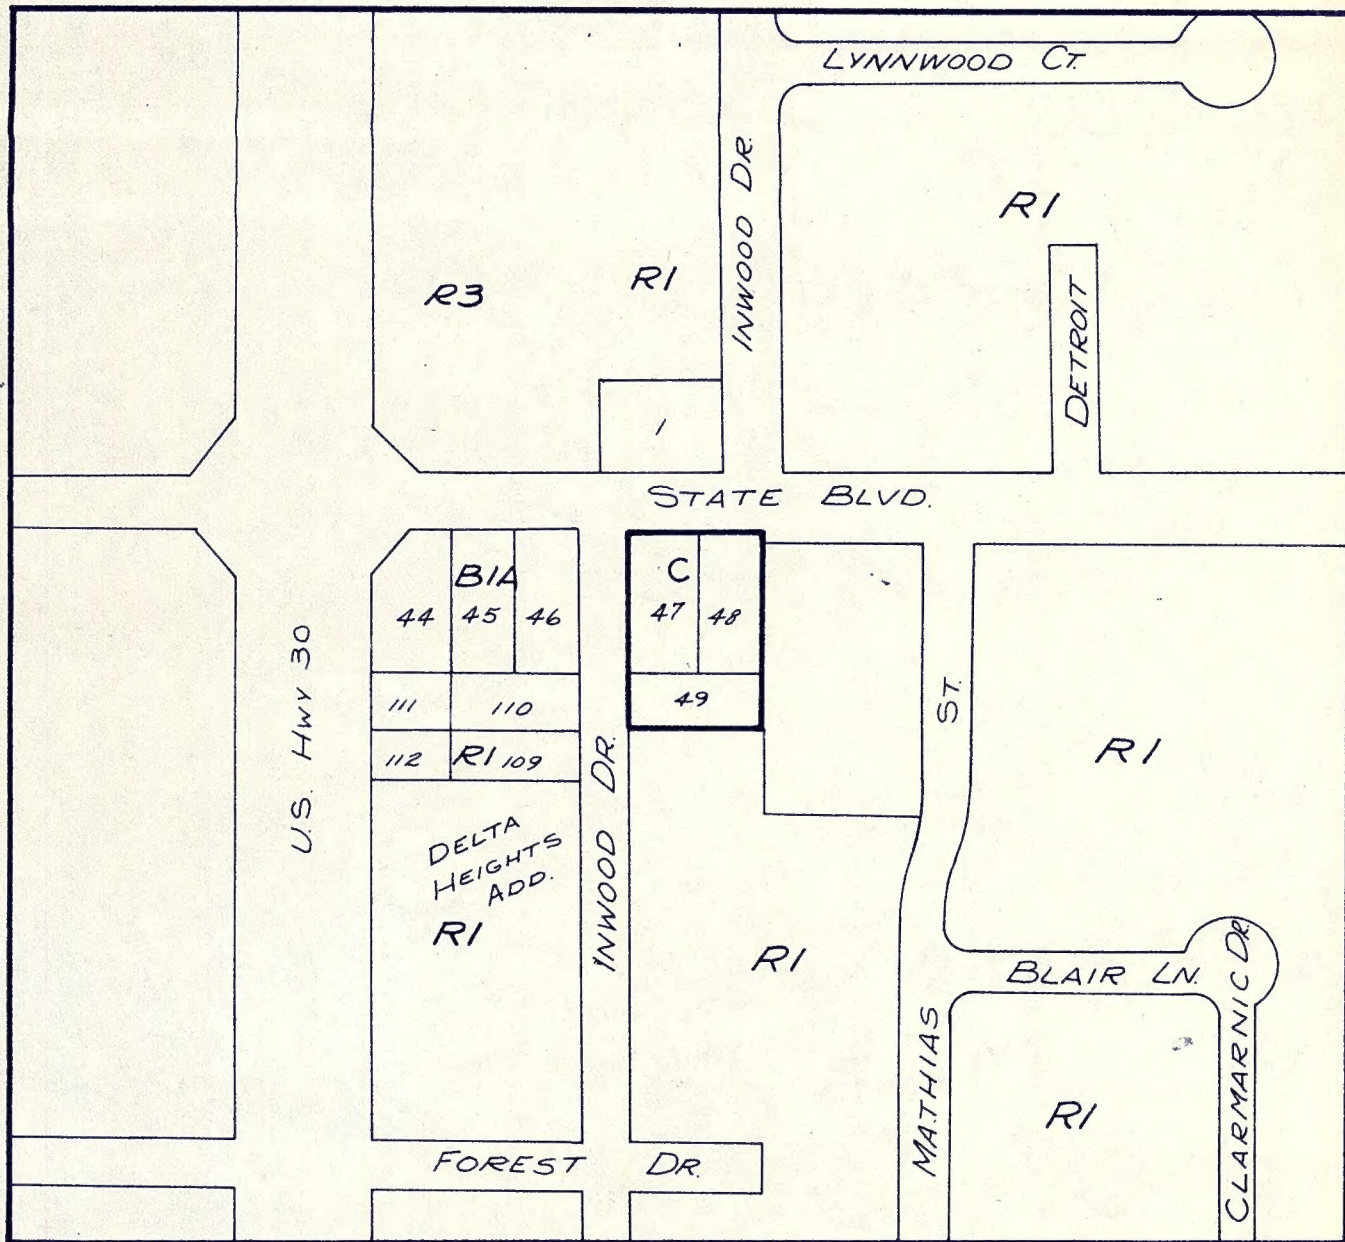 LYNNWOOD CT.
INWOOD DR.
R1
R3
R1
DETROIT
1
STATE BLVD.
B1A
C
44
45
46
47
48
111
110
49
112
R1
109
U.S. HWY 30
INWOOD DR.
ST.
R1
DELTA
HEIGHTS
ADD.
R1
R1
BLAIR LN.
CLARMARNIC DR.
MATHIAS
R1
FOREST DR.